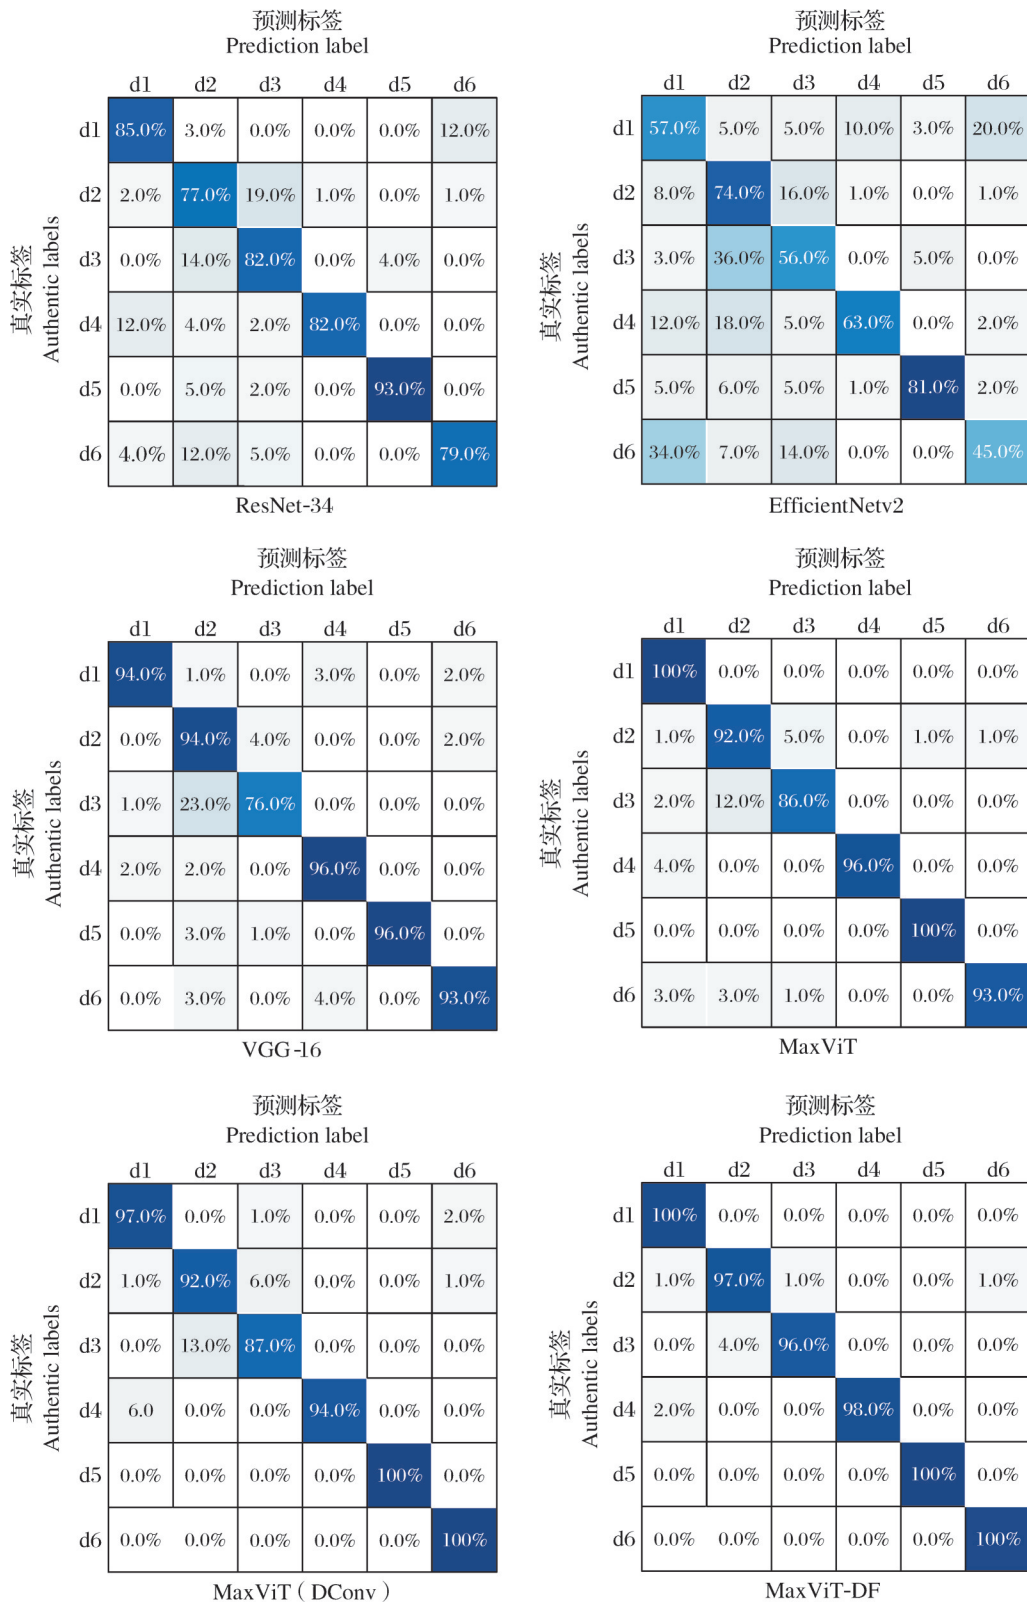 预测标签
Prediction label
d1 d2 d3 d4 d5 d6
真实标签
Authentic labels
d1 85.0% 3.0% 0.0% 0.0% 0.0% 12.0%
d2 2.0% 77.0% 19.0% 1.0% 0.0% 1.0%
d3 0.0% 14.0% 82.0% 0.0% 4.0% 0.0%
d4 12.0% 4.0% 2.0% 82.0% 0.0% 0.0%
d5 0.0% 5.0% 2.0% 0.0% 93.0% 0.0%
d6 4.0% 12.0% 5.0% 0.0% 0.0% 79.0%
ResNet-34
预测标签
Prediction label
d1 d2 d3 d4 d5 d6
真实标签
Authentic labels
d1 57.0% 5.0% 5.0% 10.0% 3.0% 20.0%
d2 8.0% 74.0% 16.0% 1.0% 0.0% 1.0%
d3 3.0% 36.0% 56.0% 0.0% 5.0% 0.0%
d4 12.0% 18.0% 5.0% 63.0% 0.0% 2.0%
d5 5.0% 6.0% 5.0% 1.0% 81.0% 2.0%
d6 34.0% 7.0% 14.0% 0.0% 0.0% 45.0%
EfficientNetv2
预测标签
Prediction label
d1 d2 d3 d4 d5 d6
真实标签
Authentic labels
d1 94.0% 1.0% 0.0% 3.0% 0.0% 2.0%
d2 0.0% 94.0% 4.0% 0.0% 0.0% 2.0%
d3 1.0% 23.0% 76.0% 0.0% 0.0% 0.0%
d4 2.0% 2.0% 0.0% 96.0% 0.0% 0.0%
d5 0.0% 3.0% 1.0% 0.0% 96.0% 0.0%
d6 0.0% 3.0% 0.0% 4.0% 0.0% 93.0%
VGG-16
预测标签
Prediction label
d1 d2 d3 d4 d5 d6
真实标签
Authentic labels
d1 100% 0.0% 0.0% 0.0% 0.0% 0.0%
d2 1.0% 92.0% 5.0% 0.0% 1.0% 1.0%
d3 2.0% 12.0% 86.0% 0.0% 0.0% 0.0%
d4 4.0% 0.0% 0.0% 96.0% 0.0% 0.0%
d5 0.0% 0.0% 0.0% 0.0% 100% 0.0%
d6 3.0% 3.0% 1.0% 0.0% 0.0% 93.0%
MaxViT
预测标签
Prediction label
d1 d2 d3 d4 d5 d6
真实标签
Authentic labels
d1 97.0% 0.0% 1.0% 0.0% 0.0% 2.0%
d2 1.0% 92.0% 6.0% 0.0% 0.0% 1.0%
d3 0.0% 13.0% 87.0% 0.0% 0.0% 0.0%
d4 6.0 0.0% 0.0% 94.0% 0.0% 0.0%
d5 0.0% 0.0% 0.0% 0.0% 100% 0.0%
d6 0.0% 0.0% 0.0% 0.0% 0.0% 100%
MaxViT ( DConv )
预测标签
Prediction label
d1 d2 d3 d4 d5 d6
真实标签
Authentic labels
d1 100% 0.0% 0.0% 0.0% 0.0% 0.0%
d2 1.0% 97.0% 1.0% 0.0% 0.0% 1.0%
d3 0.0% 4.0% 96.0% 0.0% 0.0% 0.0%
d4 2.0% 0.0% 0.0% 98.0% 0.0% 0.0%
d5 0.0% 0.0% 0.0% 0.0% 100% 0.0%
d6 0.0% 0.0% 0.0% 0.0% 0.0% 100%
MaxViT-DF